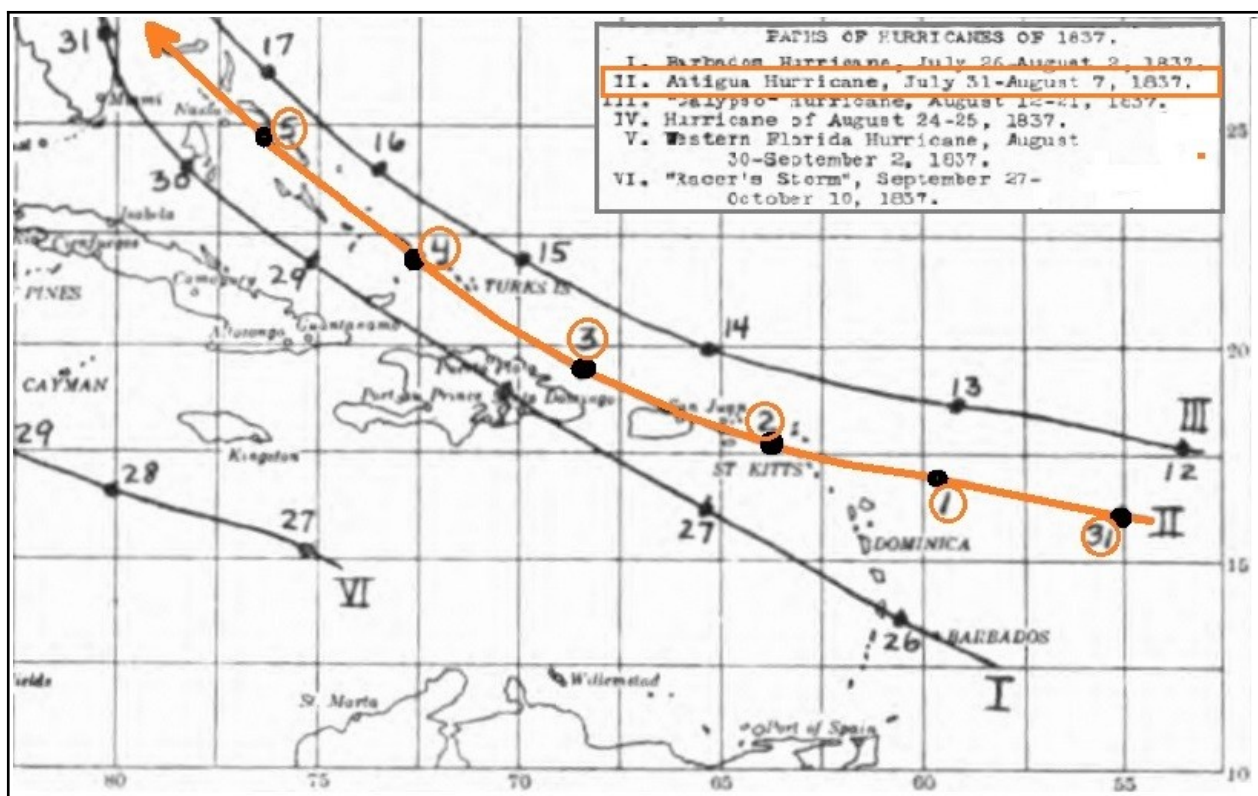 PATHS OF HURRICANES OF 1837.
I. Barbados Hurricane, July 26-August 2, 1837.
II. Antigua Hurricane, July 31-August 7, 1837.
III. "Calypso" Hurricane, August 12-21, 1837.
IV. Hurricane of August 24-25, 1837.
V. Western Florida Hurricane, August
30-September 2, 1837.
VI. "Racer's Storm", September 27-
October 10, 1837.
31
17
Miami
5
25
16
30
Isabela
Cienfuegos
4
15
29
Camaguey
TURKS IS
PINES
14
Guantanamo
3
20
CAYMAN
13
Port au Prince
Domingo
28
San Juan
2
III
29
Kingston
ST KITTS
12
28
1
27
27
31
II
DOMINICA
15
VI
26
BARBADOS
Willemstad
I
St. Marta
Port of Spain
80
75
70
65
60
55
10